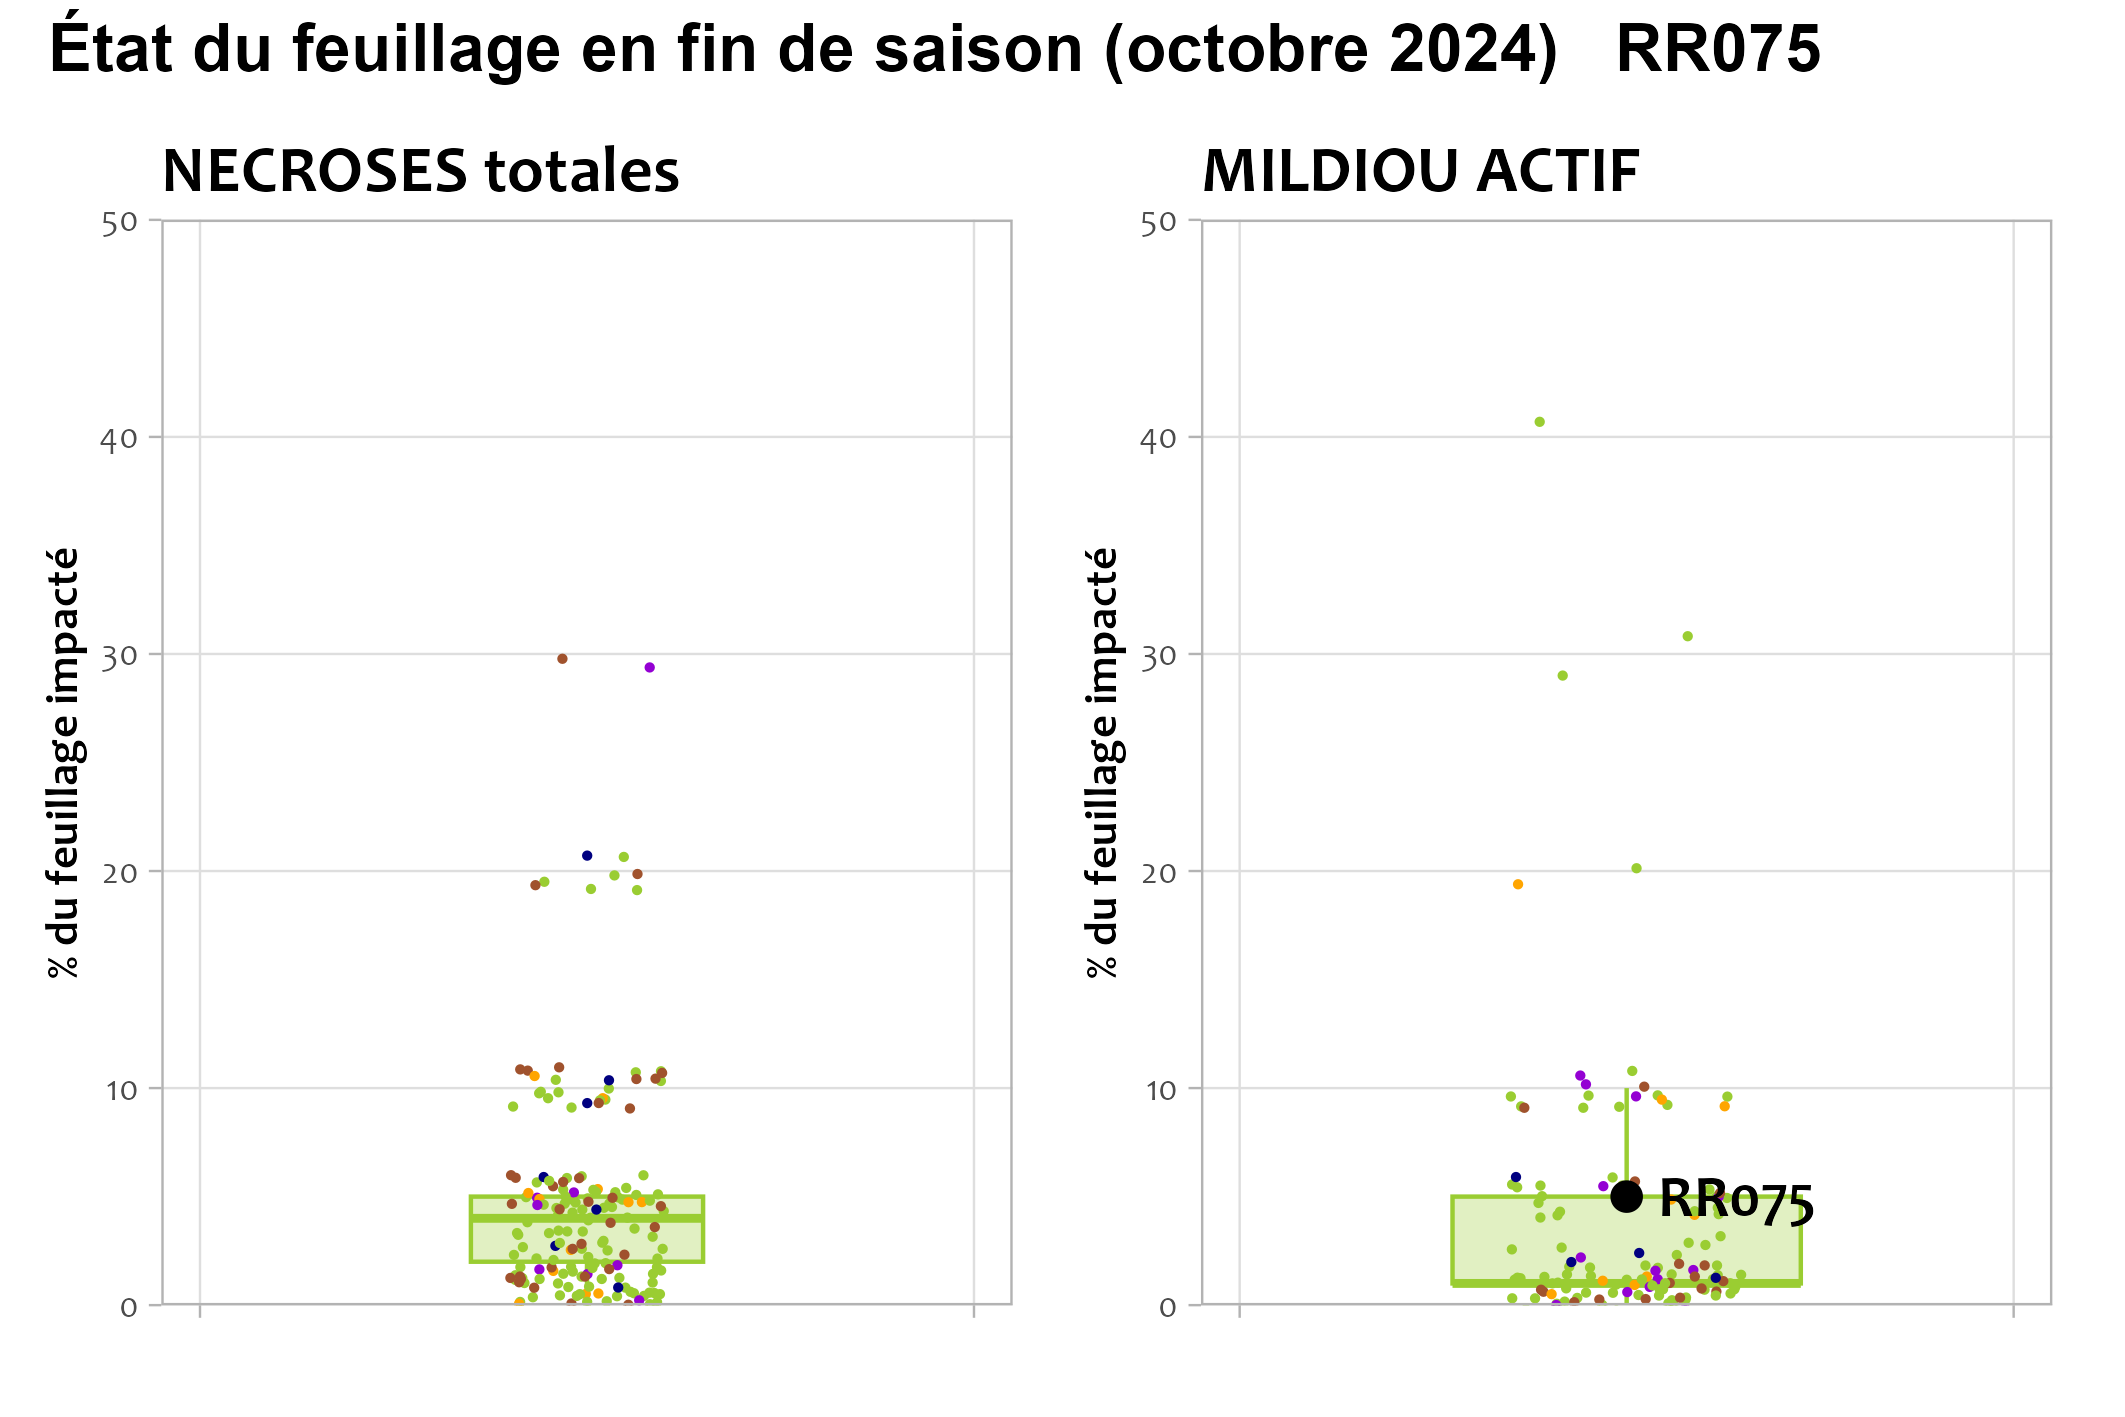 État du feuillage en fin de saison (octobre 2024) RR075
NECROSES totales
MILDIOU ACTIF
% du feuillage impacté
50
40
30
20
10
0
% du feuillage impacté
50
40
30
20
10
0
RR075